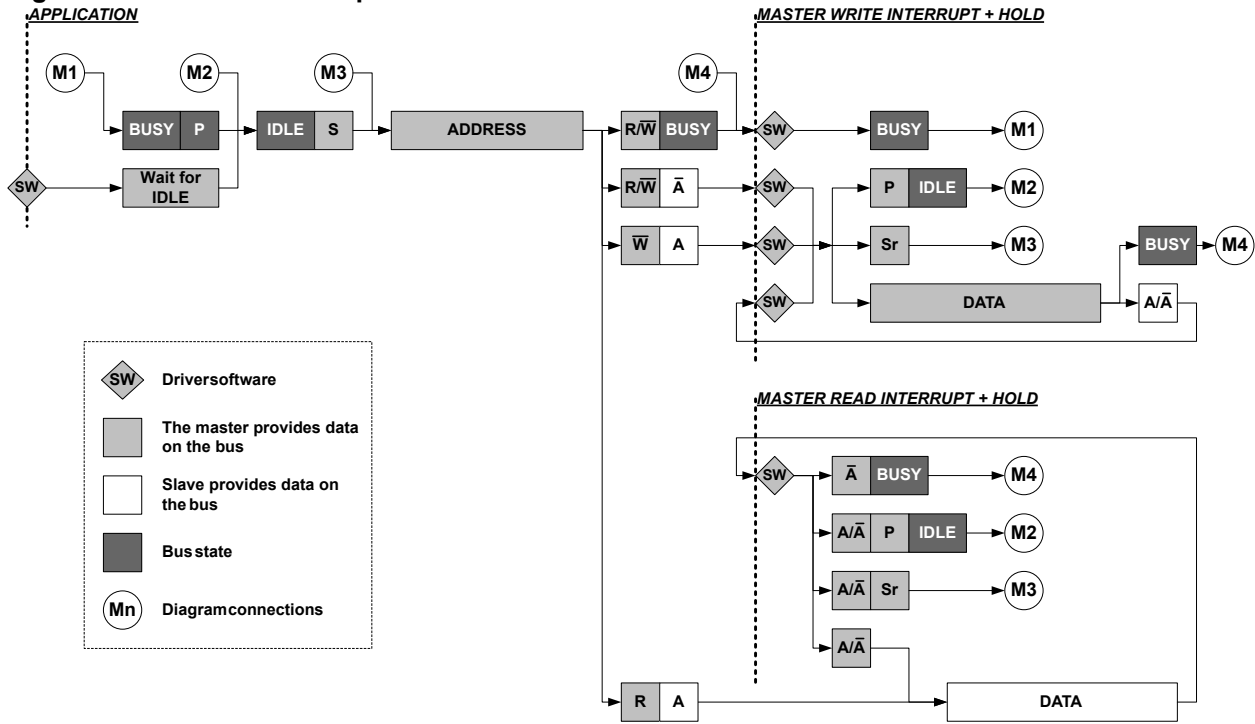 APPLICATION
MASTER WRITE INTERRUPT + HOLD
M1
M2
M3
M4
BUSY P
IDLE S
ADDRESS
R/W̅ BUSY
SW
BUSY
M1
SW
Wait for
IDLE
R/W̅ A̅
SW
P IDLE
M2
W̅ A
SW
Sr
M3
BUSY
M4
SW
DATA
A/A̅
SW Driversoftware
The master provides data
on the bus
Slave provides data on
the bus
Bus state
Mn Diagramconnections
MASTER READ INTERRUPT + HOLD
SW
A̅ BUSY
M4
A/A̅ P IDLE
M2
A/A̅ Sr
M3
A/A̅
R A
DATA